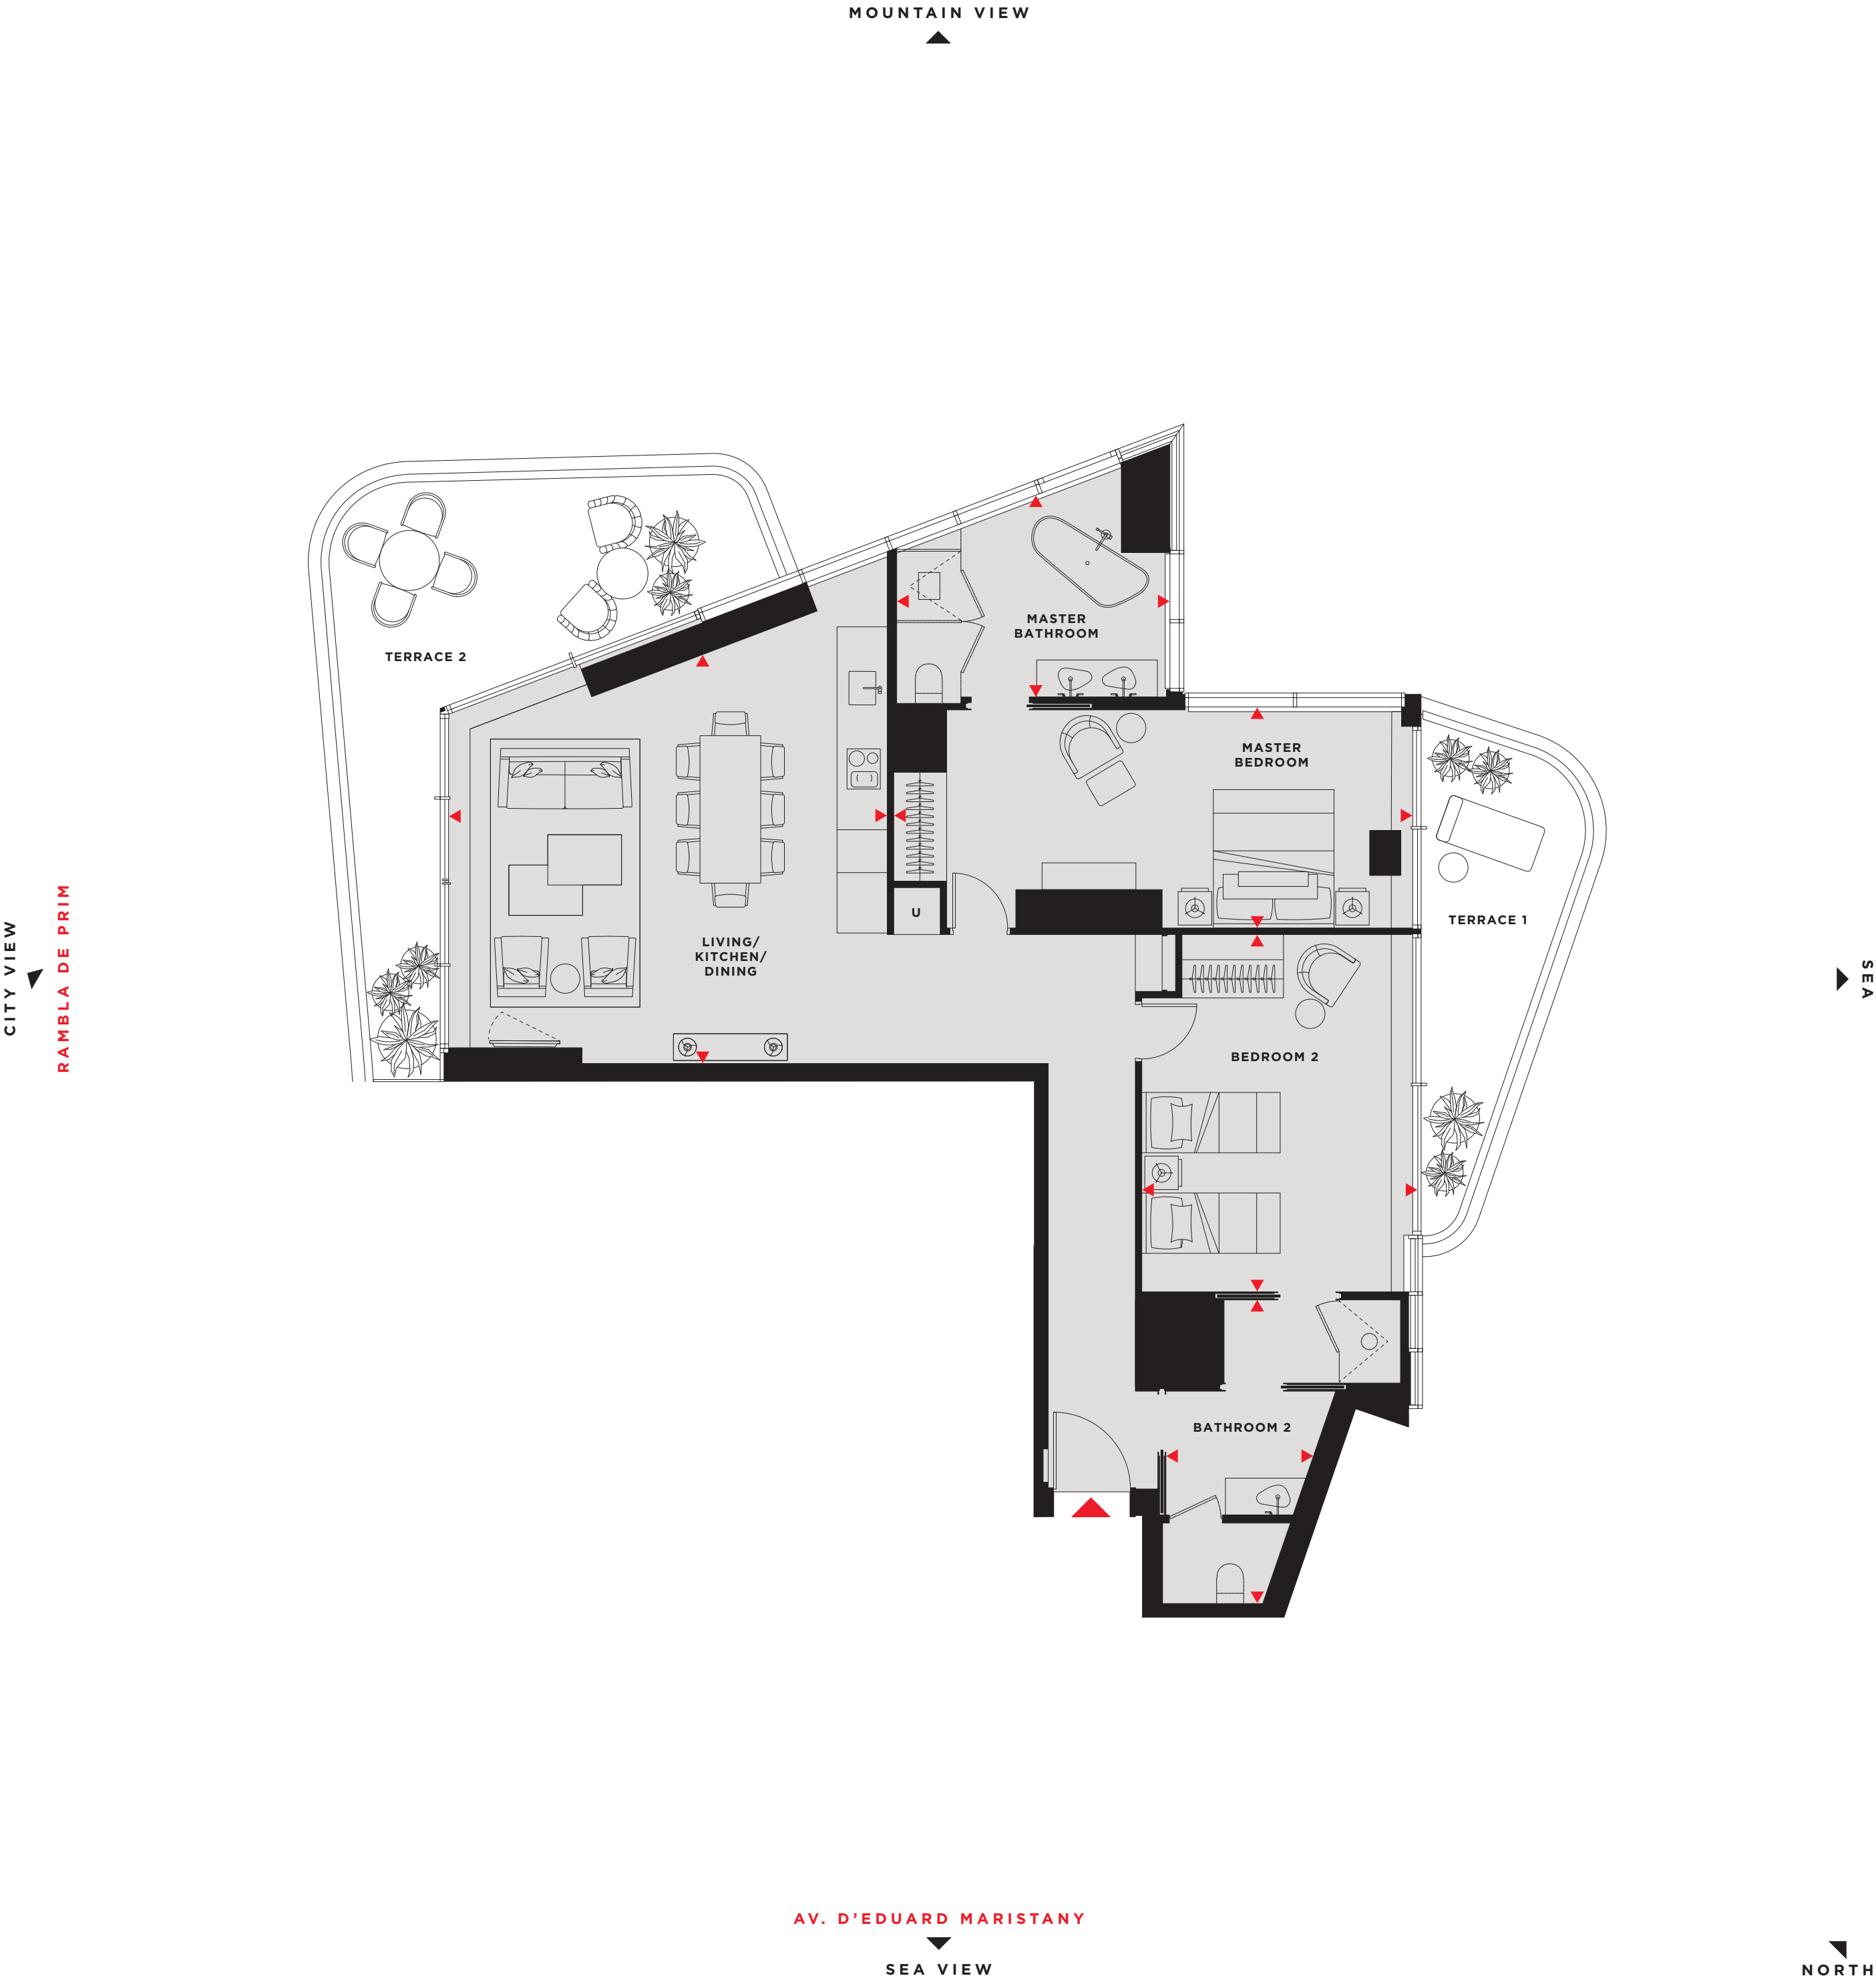 MOUNTAIN VIEW
MASTER
BATHROOM
TERRACE 2
MASTER
BEDROOM
U
TERRACE 1
LIVING/
KITCHEN/
DINING
CITY VIEW
RAMBLA DE PRIM
SEA
BEDROOM 2
BATHROOM 2
AV. D’EDUARD MARISTANY
SEA VIEW
NORTH